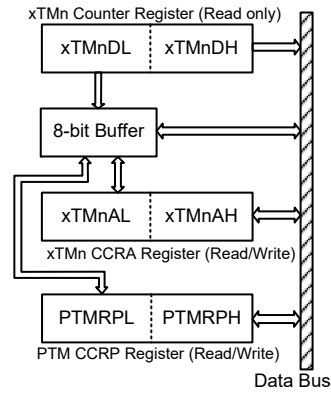 xTMn Counter Register (Read only)
xTMnDL xTMnDH
8-bit Buffer
xTMnAL xTMnAH
xTMn CCRA Register (Read/Write)
PTMRPL PTMRPH
PTM CCRP Register (Read/Write)
Data Bus